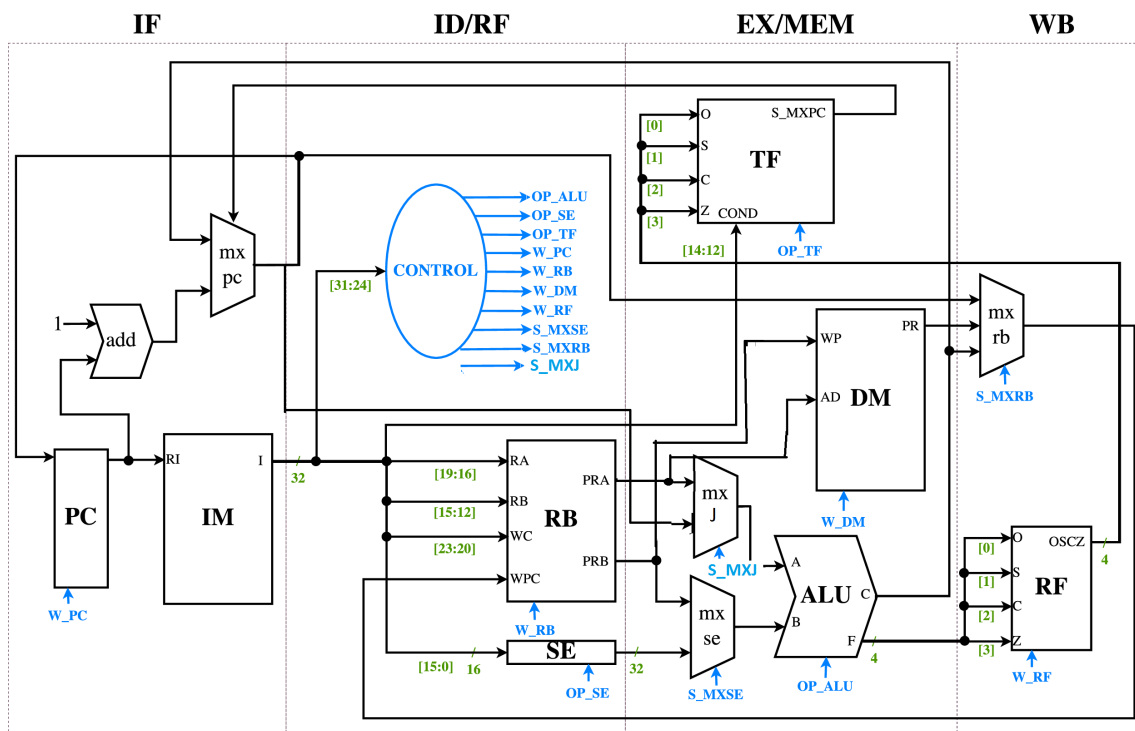 IF
ID/RF
EX/MEM
WB
O
S_MXPC
[0]
S
[1]
TF
C
[2]
Z
[3]
COND
[14:12]
OP_TF
OP_ALU
OP_SE
OP_TF
W_PC
W_RB
W_DM
W_RF
S_MXSE
S_MXRB
S_MXJ
CONTROL
[31:24]
mx
pc
1
add
PC
W_PC
RI
IM
I
32
RA
[19:16]
RB
[15:12]
WC
[23:20]
WPC
RB
PRA
PRB
W_RB
SE
[15:0]
16
32
OP_SE
WP
PR
AD
DM
W_DM
mx
rb
S_MXRB
mx
J
S_MXJ
mx
se
S_MXSE
A
B
ALU
C
F
4
OP_ALU
O
[0]
S
[1]
C
[2]
Z
[3]
OSCZ
RF
4
W_RF